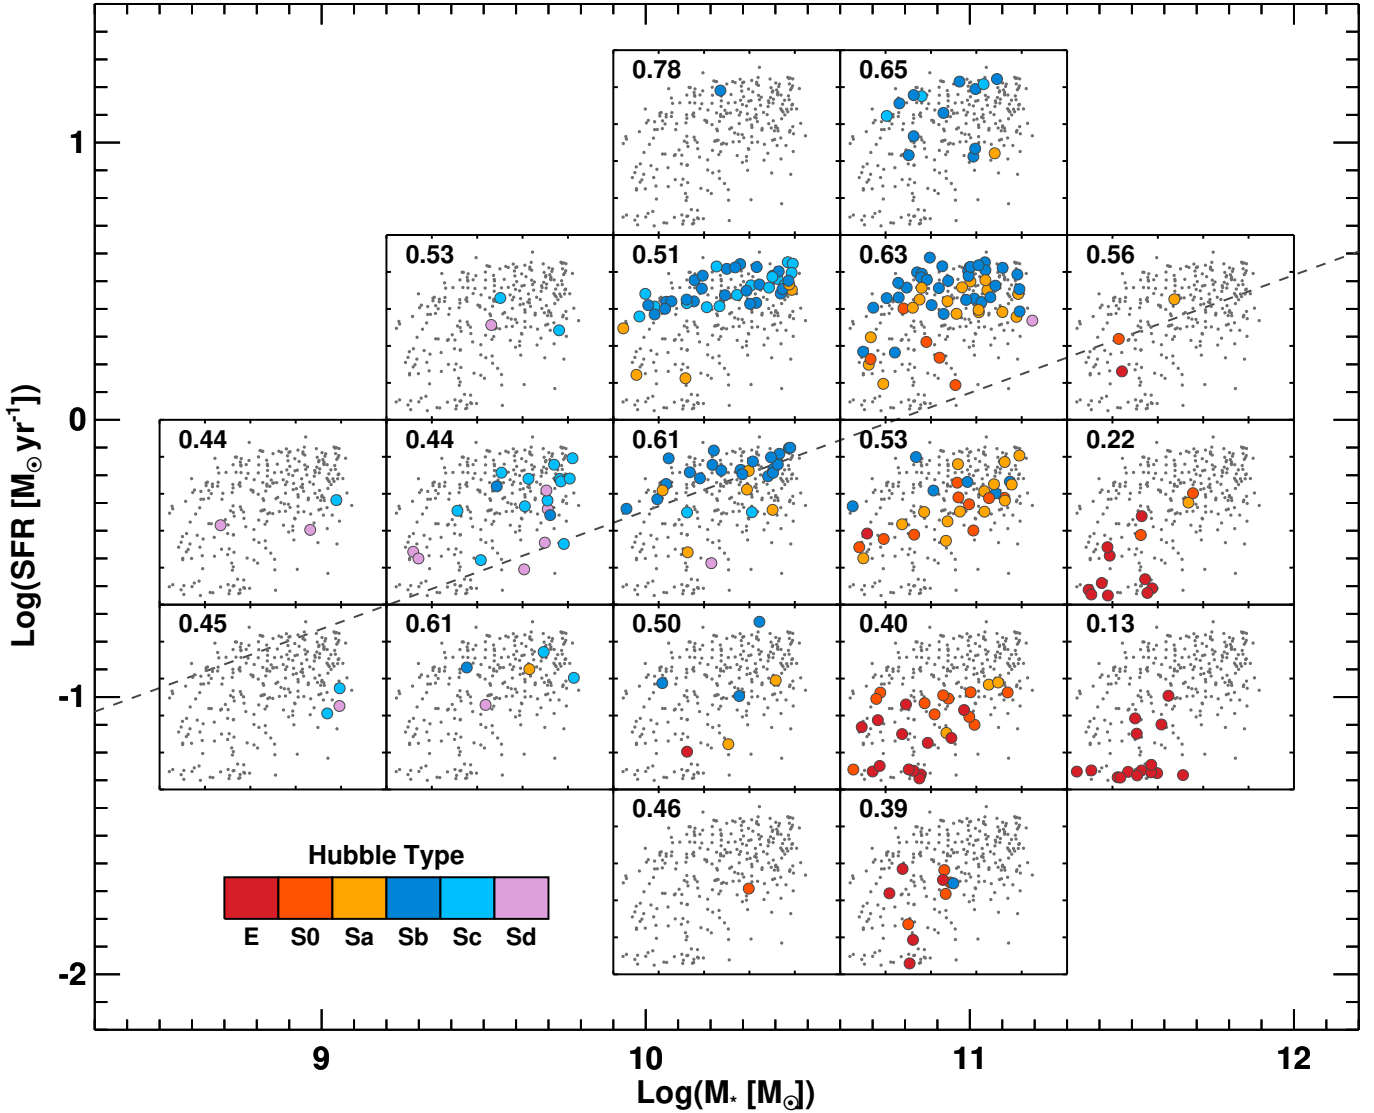 0.78 0.65
1
0.53 0.51 0.63 0.56
0
0.44 0.44 0.61 0.53 0.22
Log(SFR [M⊙ yr⁻¹])
0.45 0.61 0.50 0.40 0.13
-1
0.46 0.39
Hubble Type
E S0 Sa Sb Sc Sd
-2
9 10 11 12
Log(M* [M⊙])